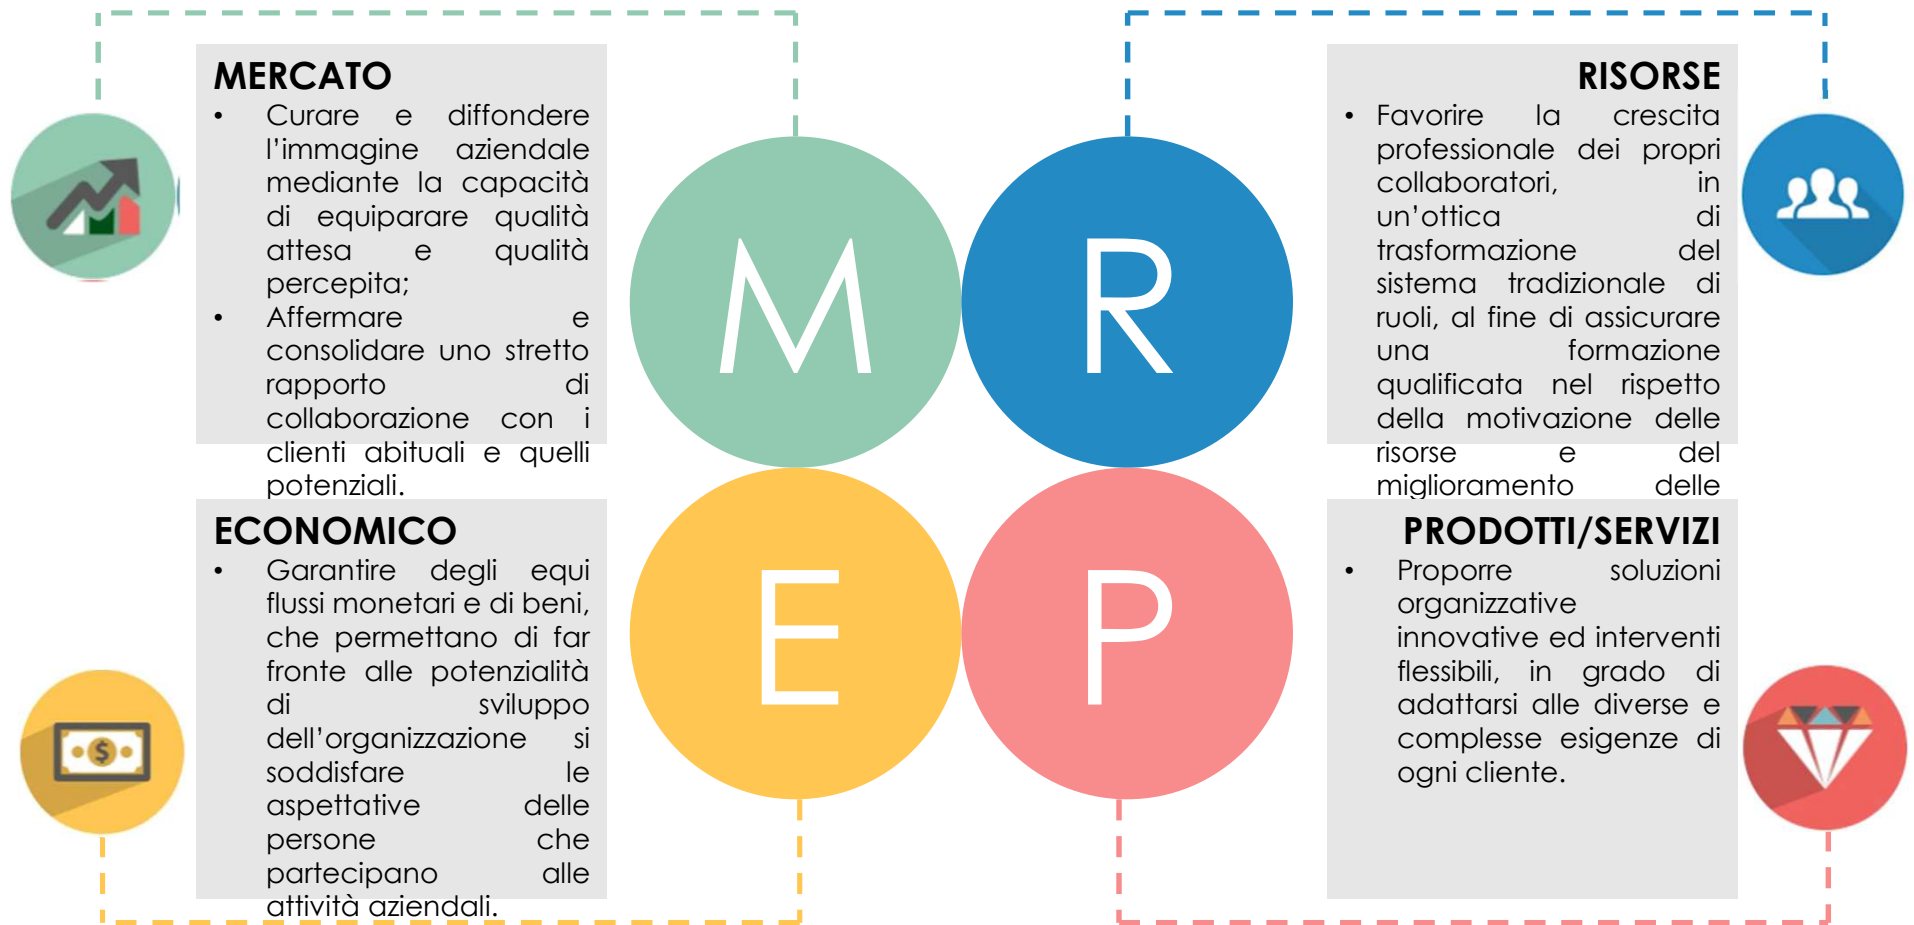 MERCATO
• Curare e diffondere
l’immagine aziendale
mediante la capacità
di equiparare qualità
attesa e qualità
percepita;
• Affermare e
consolidare uno stretto
rapporto di
collaborazione con i
clienti abituali e quelli
potenziali.
M
R
RISORSE
• Favorire la crescita
professionale dei propri
collaboratori, in
un’ottica di
trasformazione del
sistema tradizionale di
ruoli, al fine di assicurare
una formazione
qualificata nel rispetto
della motivazione delle
risorse e del
miglioramento delle
ECONOMICO
• Garantire degli equi
flussi monetari e di beni,
che permettano di far
fronte alle potenzialità
di sviluppo
dell’organizzazione si
soddisfare le
aspettative delle
persone che
partecipano alle
attività aziendali.
$
E
P
PRODOTTI/SERVIZI
• Proporre soluzioni
organizzative
innovative ed interventi
flessibili, in grado di
adattarsi alle diverse e
complesse esigenze di
ogni cliente.